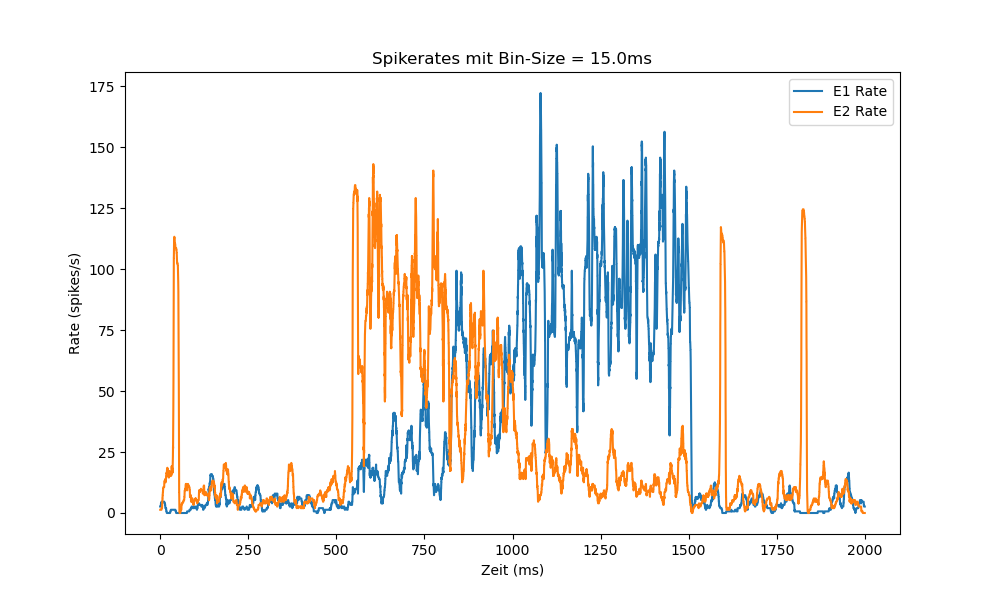 Spikerates mit Bin-Size = 15.0ms
E1 Rate
E2 Rate
175
150
125
100
75
50
25
0
Rate (spikes/s)
0 250 500 750 1000 1250 1500 1750 2000
Zeit (ms)